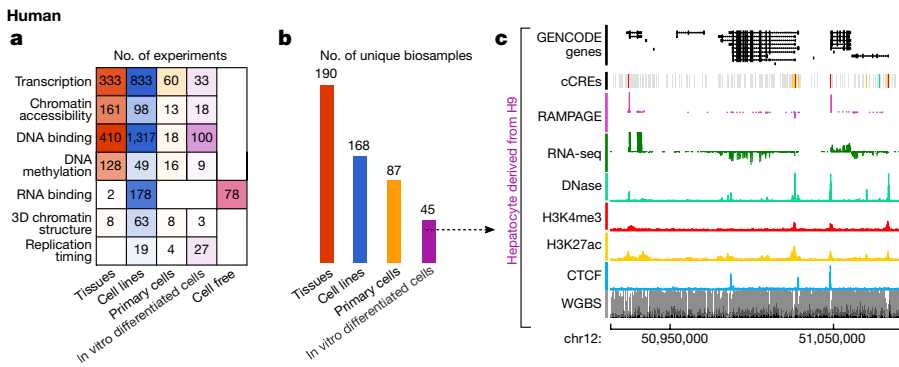 Human
a
No. of experiments
Transcription 333 833 60 33
Chromatin
accessibility 161 98 13 18
DNA binding 410 1,317 18 100
DNA
methylation 128 49 16 9
RNA binding 2 178 78
3D chromatin
structure 8 63 8 3
Replication
timing 19 4 27
Tissues
Cell lines
Primary cells
In vitro differentiated cells
Cell free
b
No. of unique biosamples
190
168
87
45
Tissues
Cell lines
Primary cells
In vitro differentiated cells
c
Hepatocyte derived from H9
GENCODE
genes
cCREs
RAMPAGE
RNA-seq
DNase
H3K4me3
H3K27ac
CTCF
WGBS
chr12: 50,950,000 51,050,000